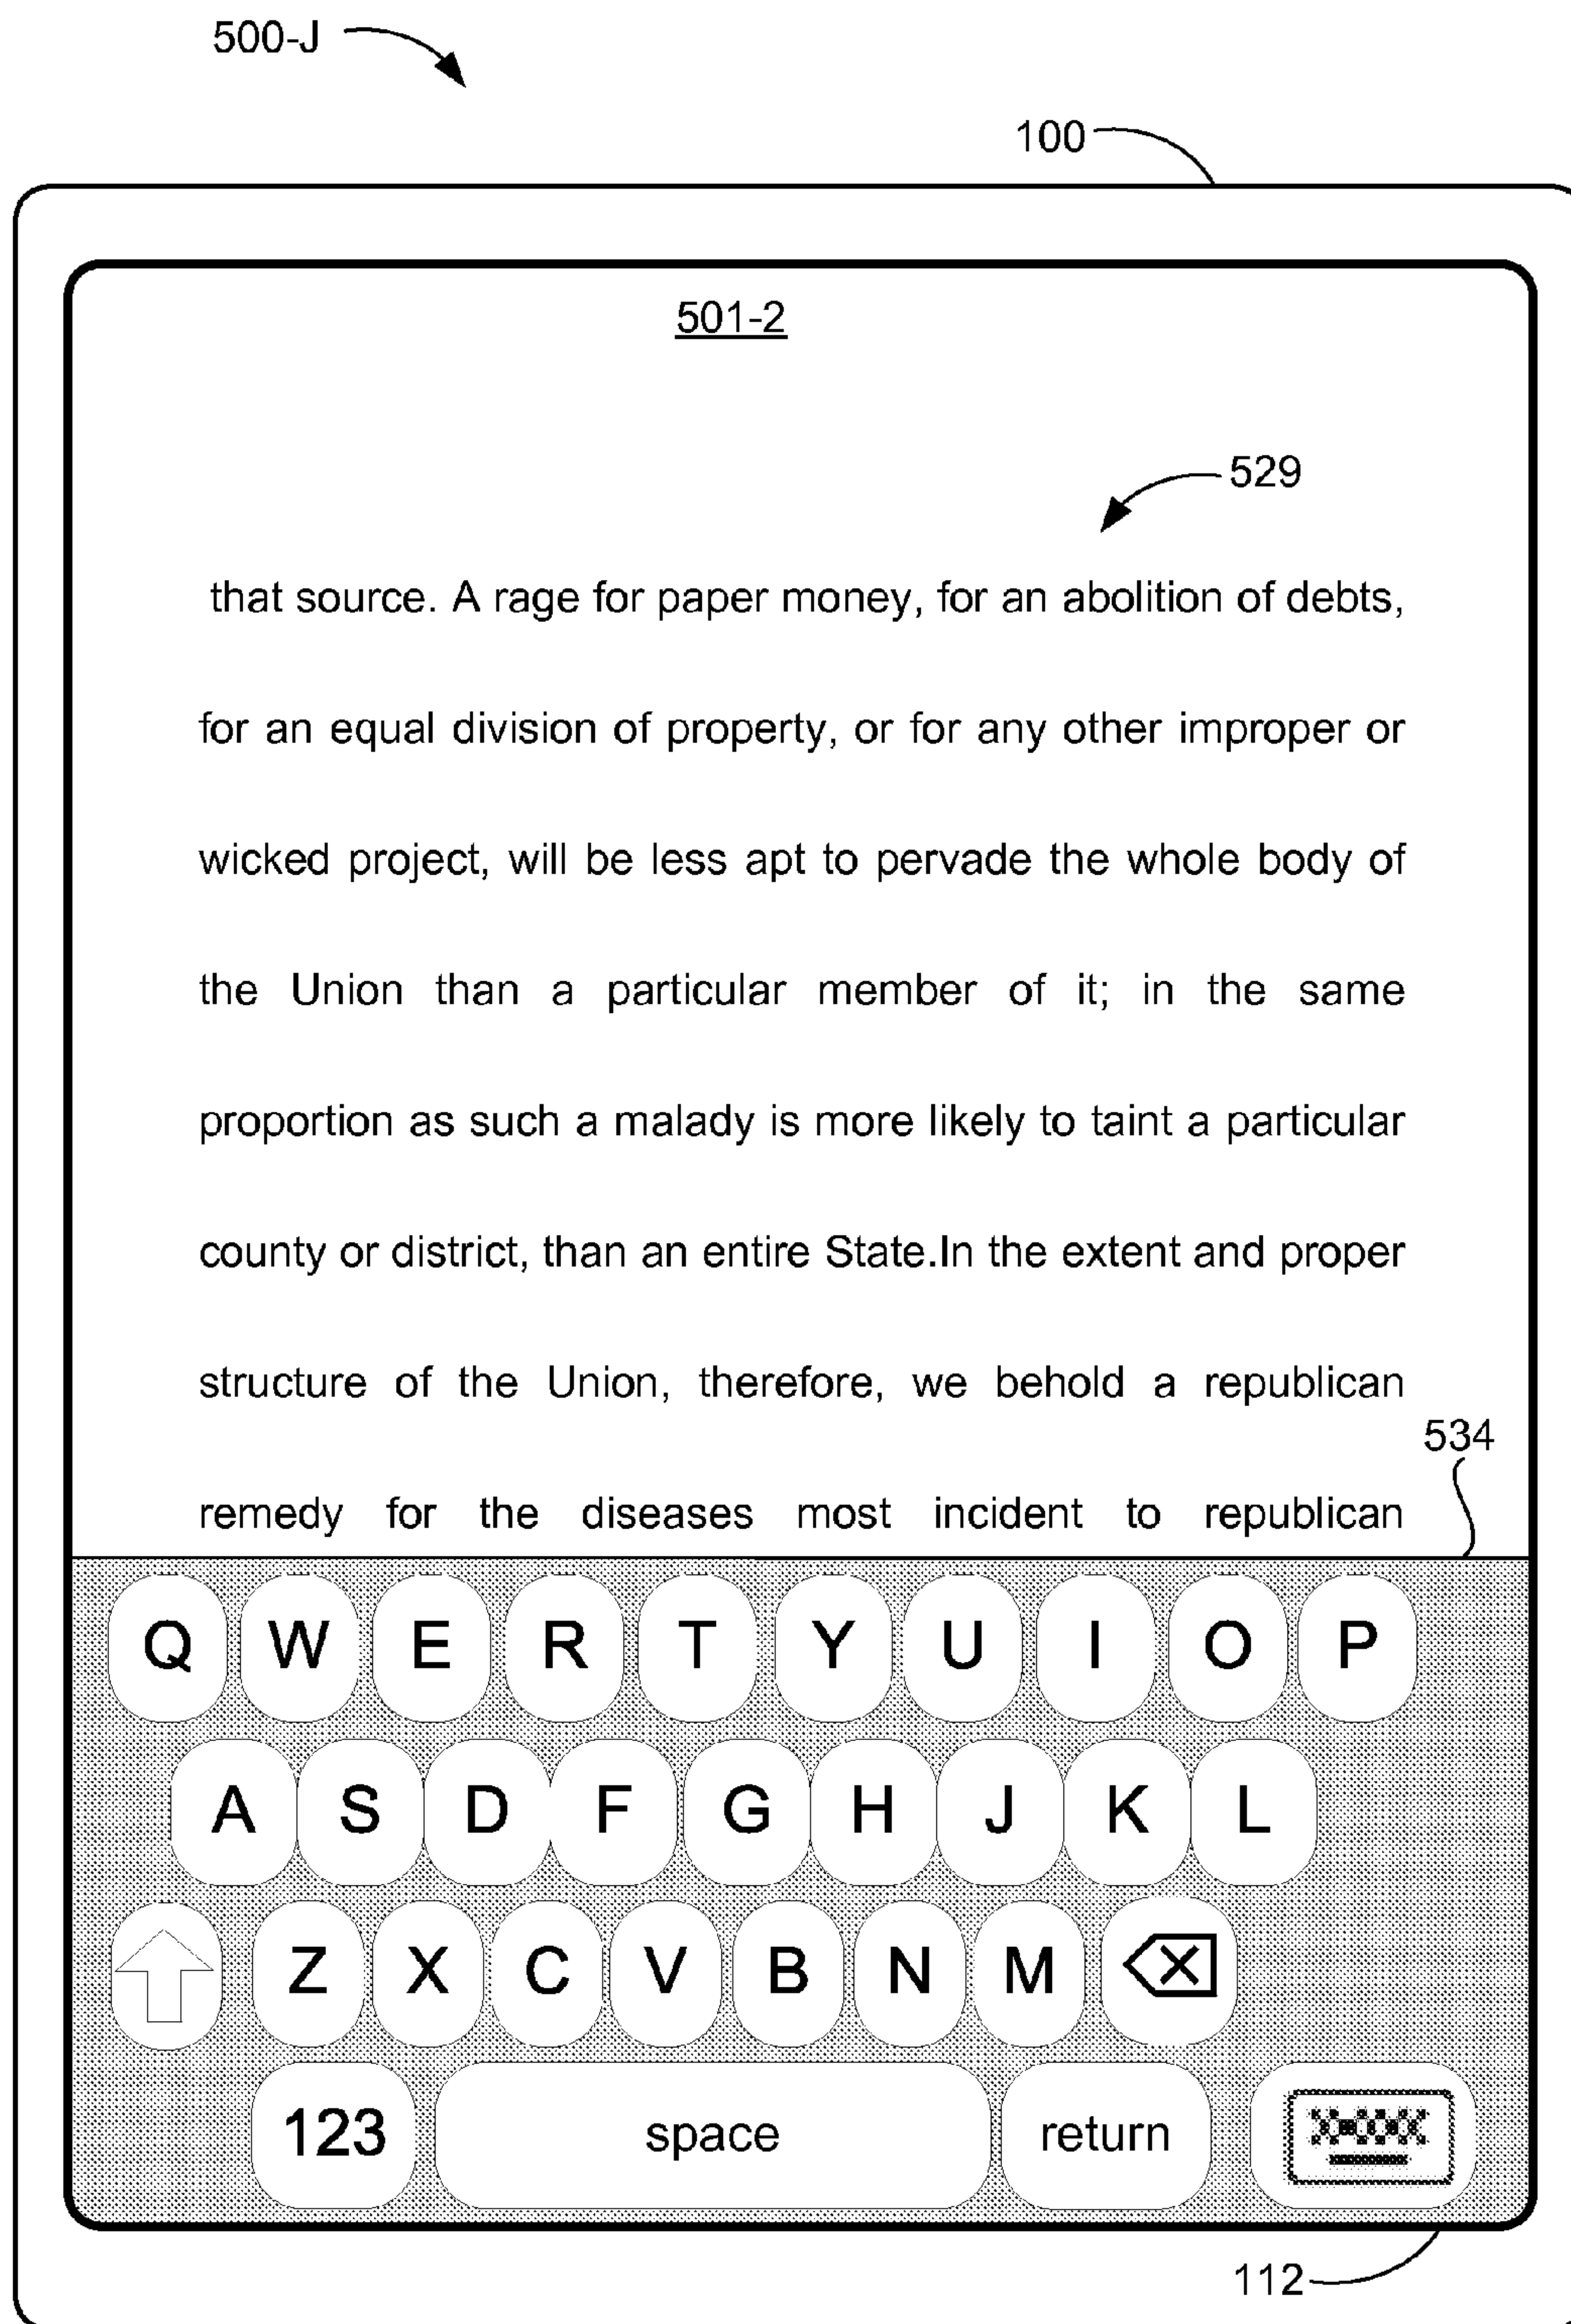 500-J
100
501-2
529
that source. A rage for paper money, for an abolition of debts,
for an equal division of property, or for any other improper or
wicked project, will be less apt to pervade the whole body of
the Union than a particular member of it; in the same
proportion as such a malady is more likely to taint a particular
county or district, than an entire State.In the extent and proper
structure of the Union, therefore, we behold a republican
534
remedy for the diseases most incident to republican
Q W E R T Y U I O P
A S D F G H J K L
Z X C V B N M
123 space return
112